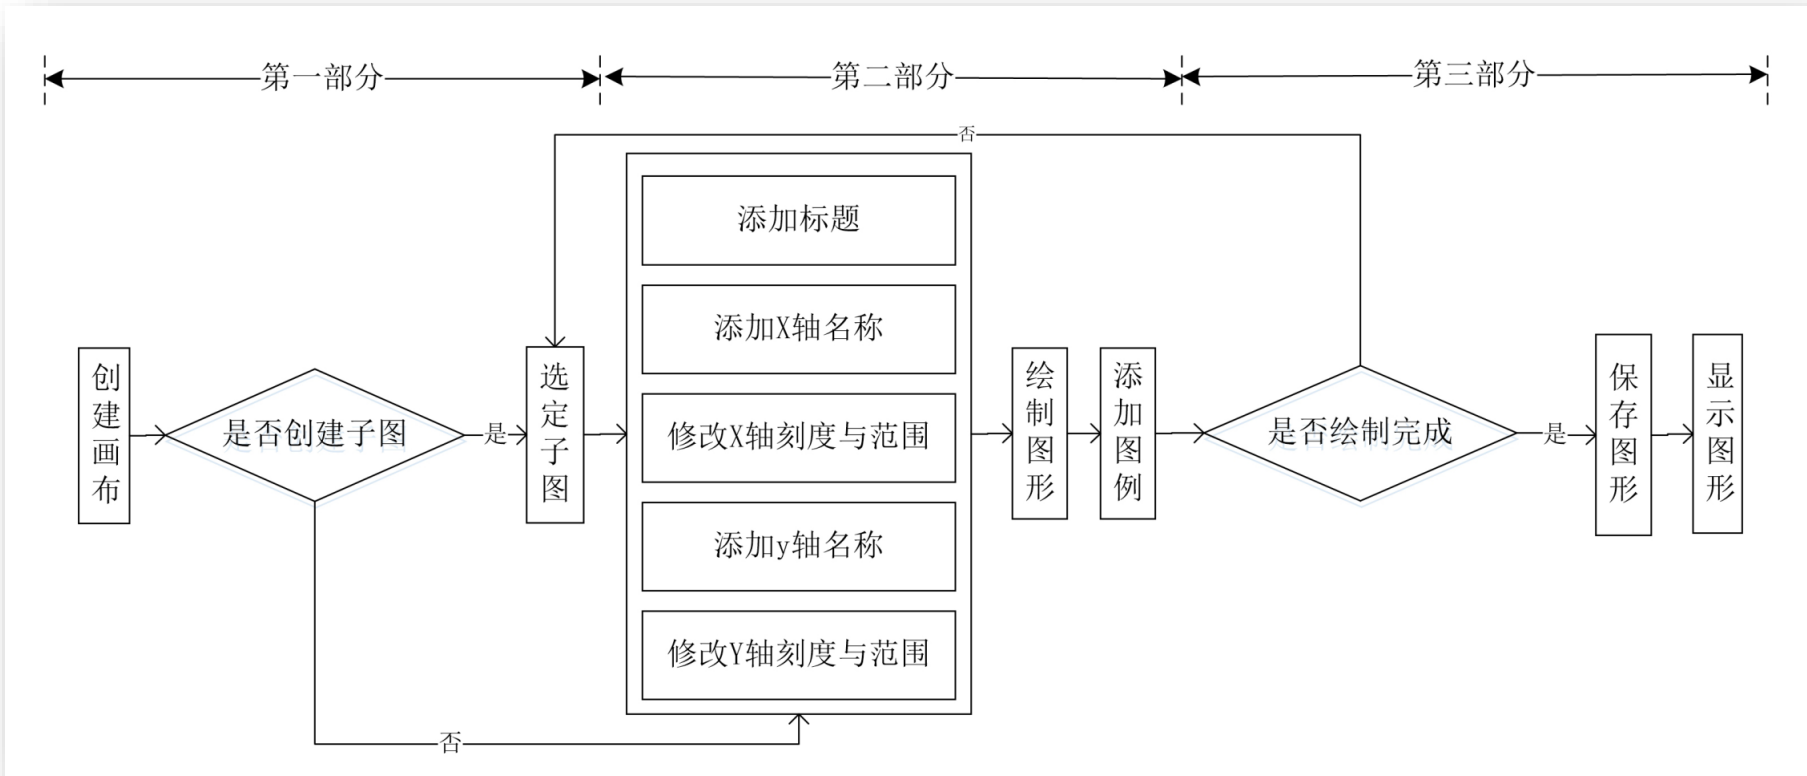 第一部分
第二部分
第三部分
否
创建画布
是否创建子图
是
选定子图
添加标题
添加X轴名称
修改X轴刻度与范围
添加y轴名称
修改Y轴刻度与范围
绘制图形
添加图例
是否绘制完成
是
保存图形
显示图形
否